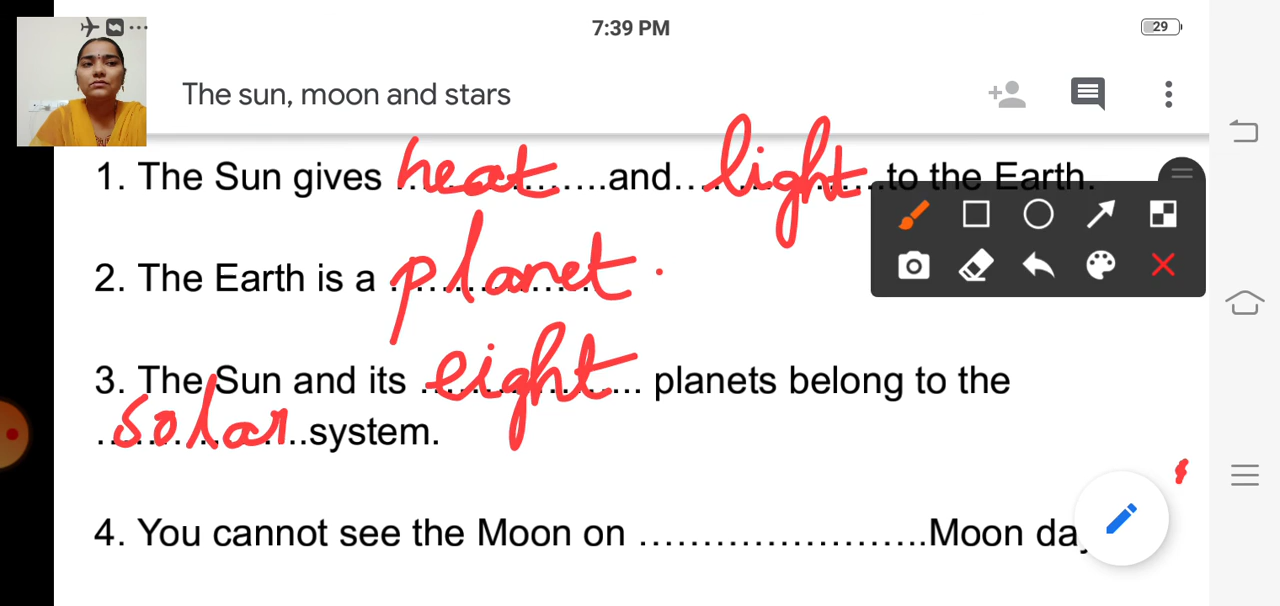 7:39 PM
29
The sun, moon and stars
1. The Sun gives heat and light to the Earth.
2. The Earth is a planet.
3. The Sun and its eight planets belong to the
solar system.
4. You cannot see the Moon on ........................Moon day